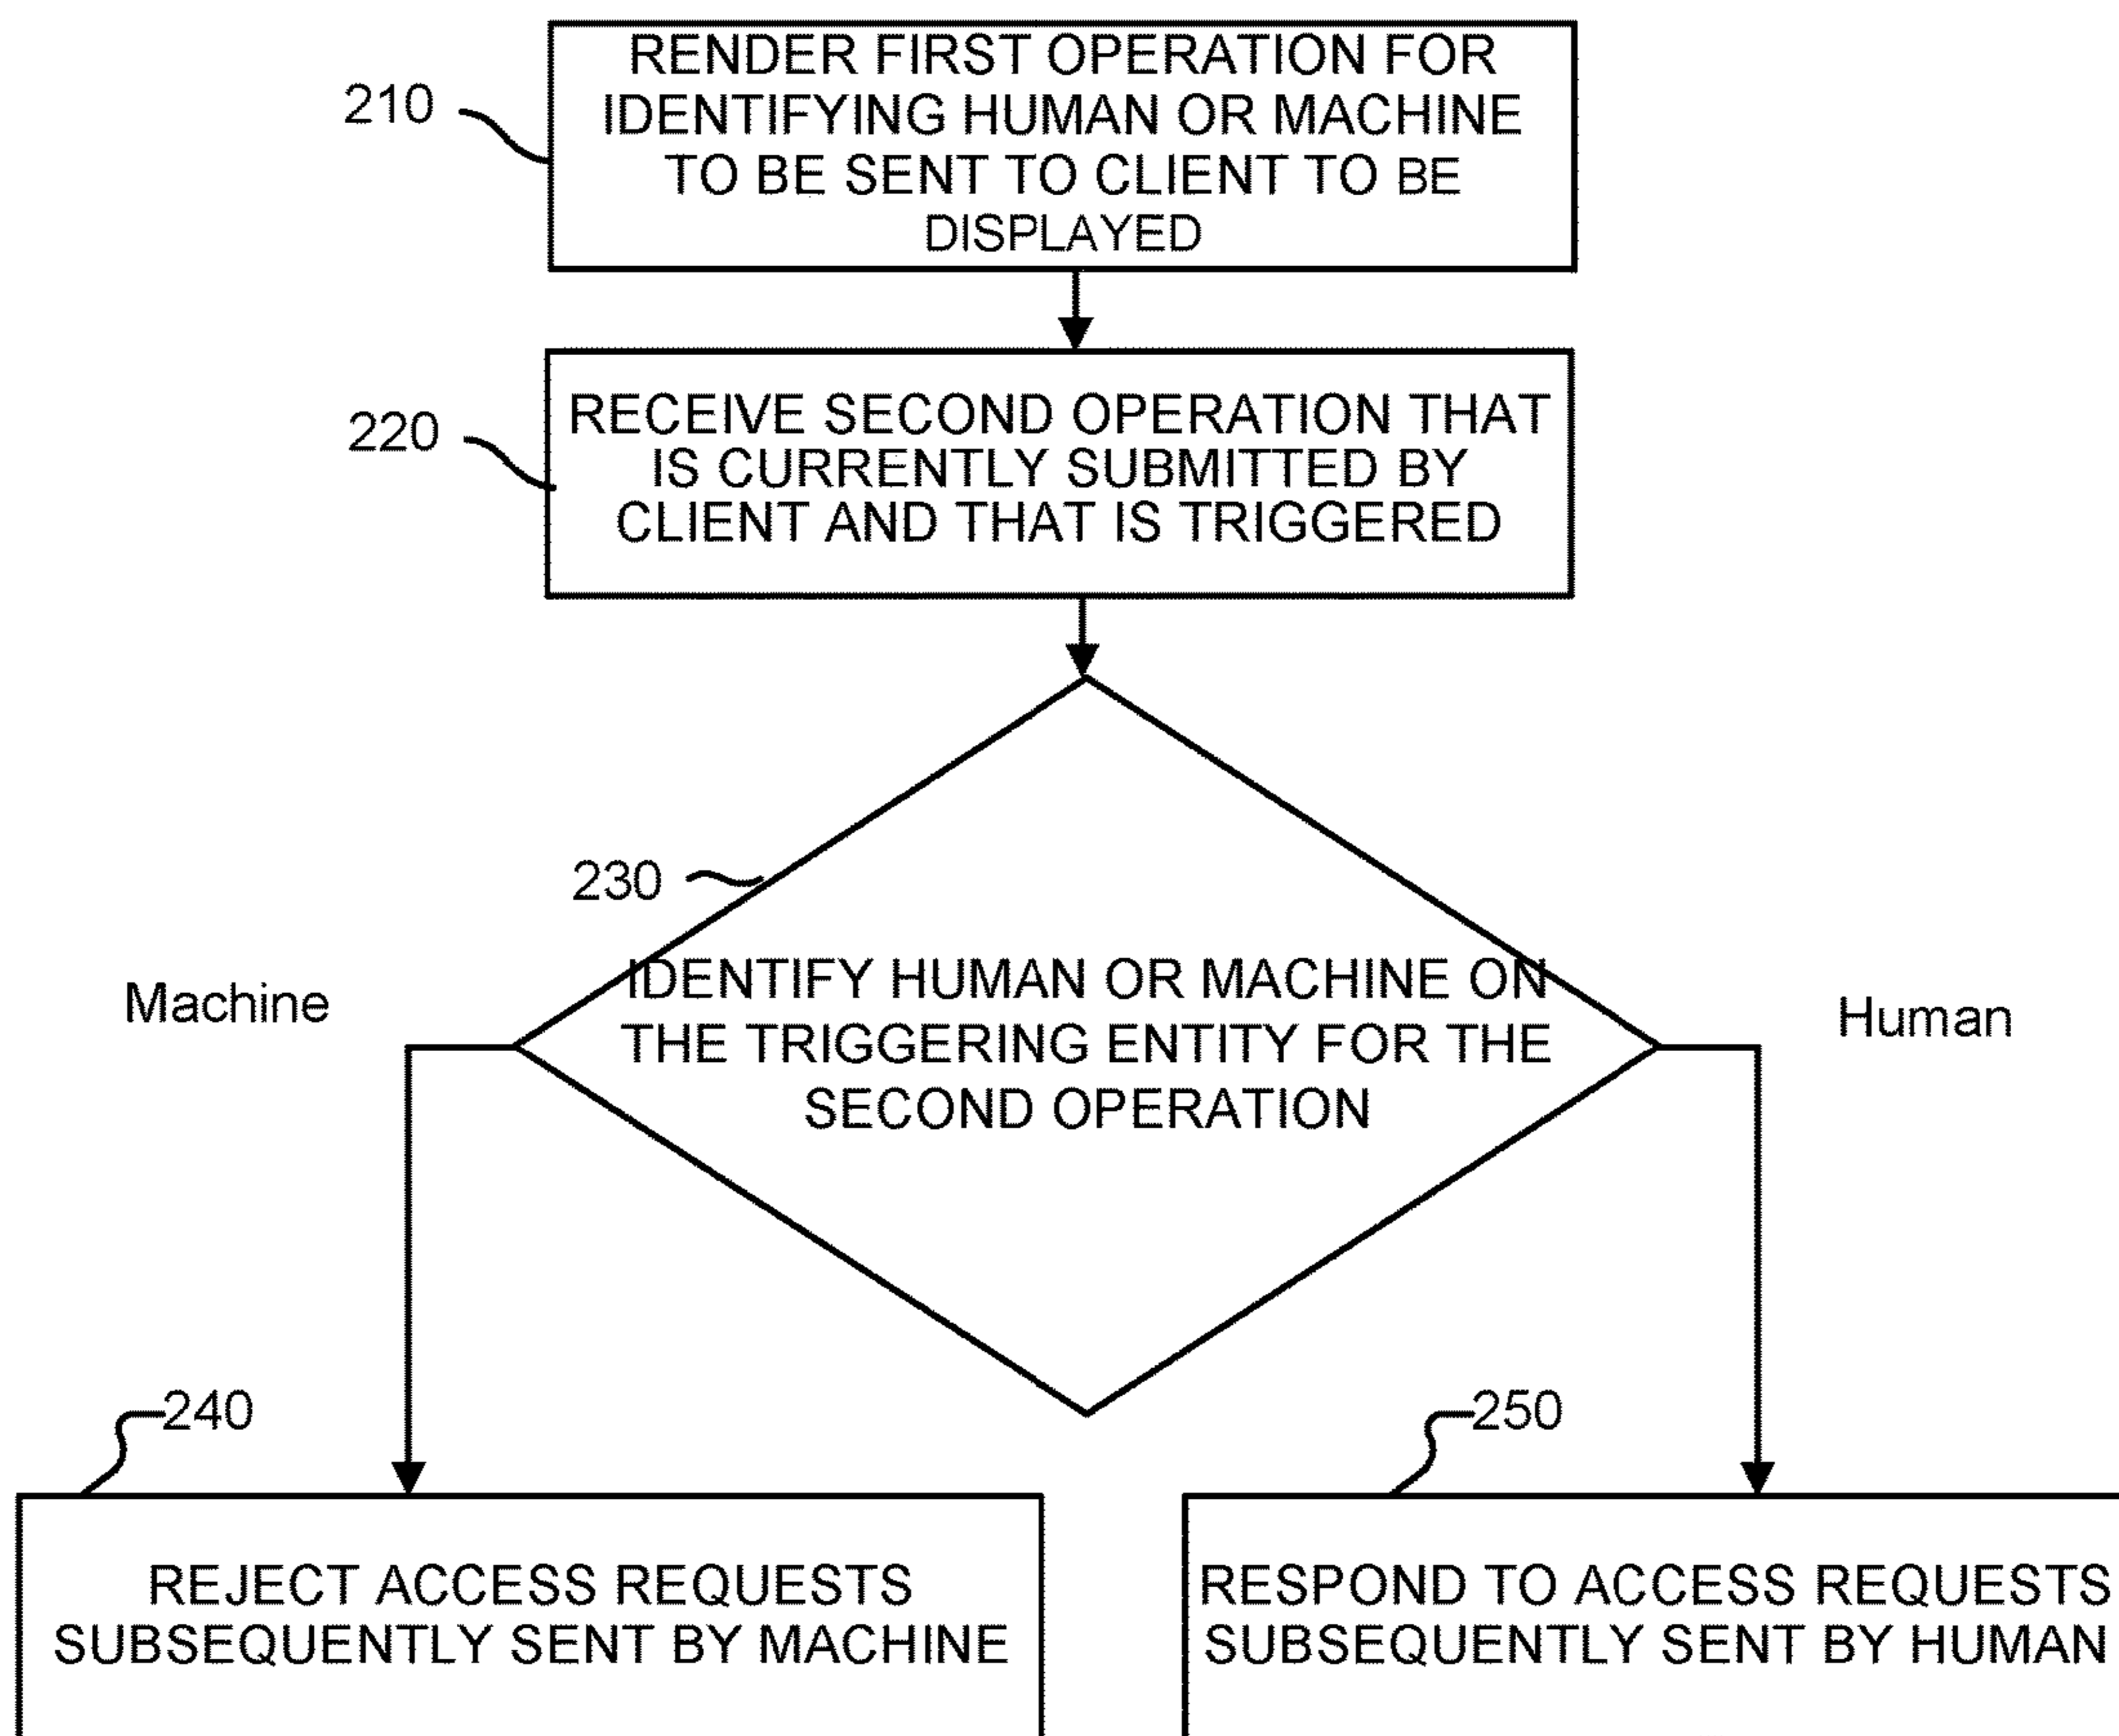 210
RENDER FIRST OPERATION FOR
IDENTIFYING HUMAN OR MACHINE
TO BE SENT TO CLIENT TO BE
DISPLAYED
220
RECEIVE SECOND OPERATION THAT
IS CURRENTLY SUBMITTED BY
CLIENT AND THAT IS TRIGGERED
230
IDENTIFY HUMAN OR MACHINE ON
THE TRIGGERING ENTITY FOR THE
SECOND OPERATION
Machine
Human
240
REJECT ACCESS REQUESTS
SUBSEQUENTLY SENT BY MACHINE
250
RESPOND TO ACCESS REQUESTS
SUBSEQUENTLY SENT BY HUMAN